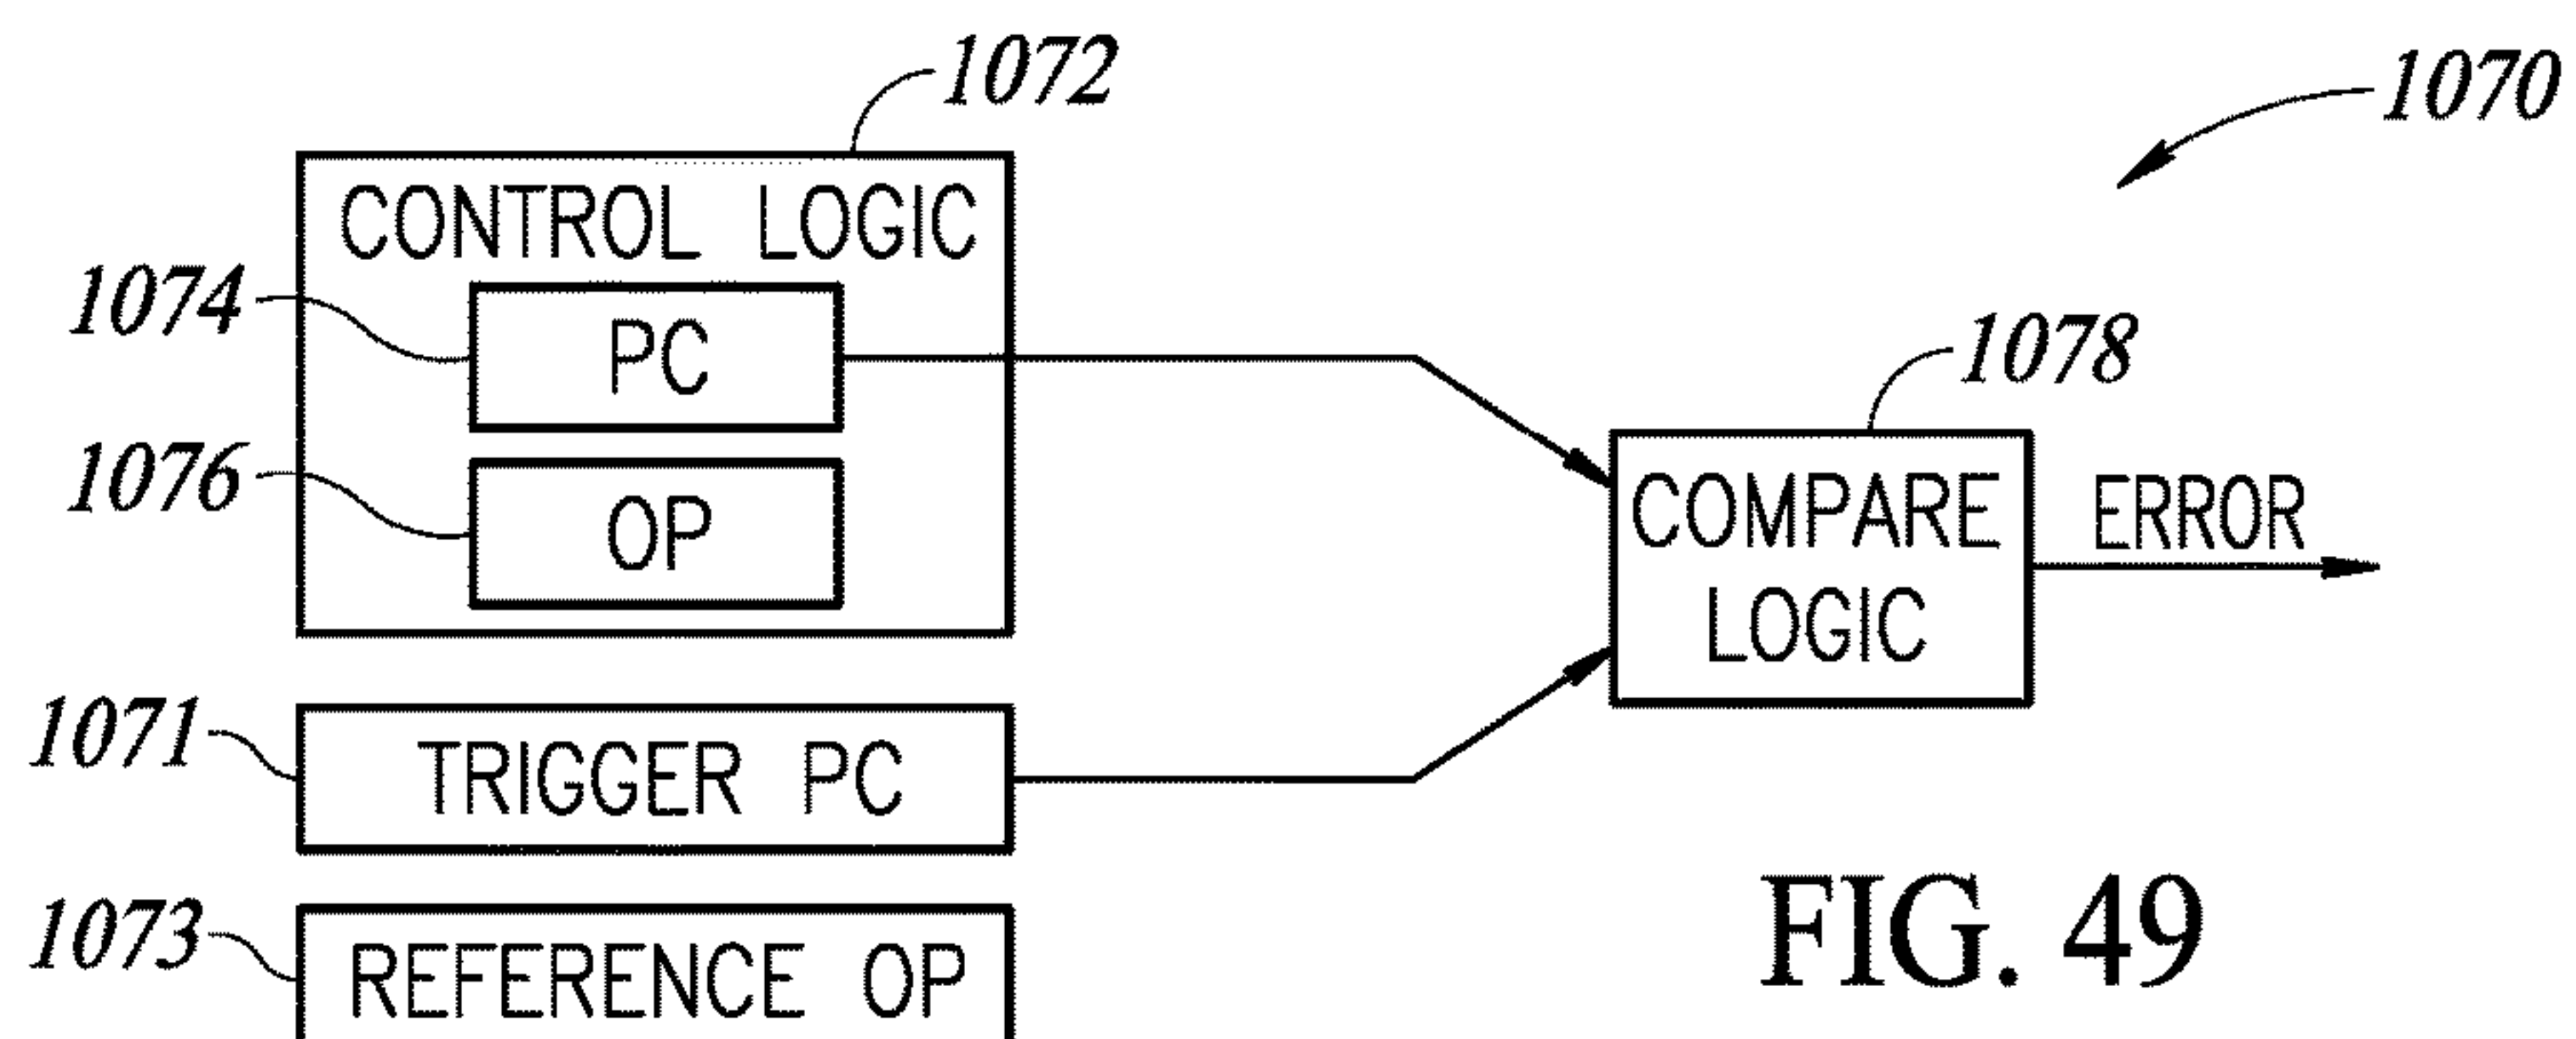 1072
1070
CONTROL LOGIC
1074
PC
1078
1076
OP
COMPARE
LOGIC
ERROR
1071
TRIGGER PC
1073
REFERENCE OP
FIG. 49